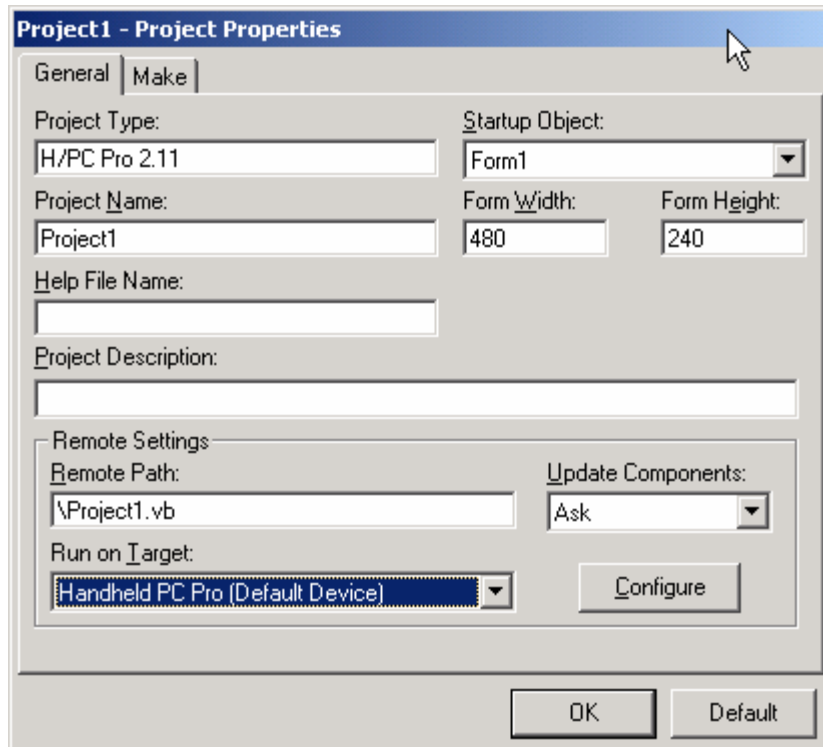 Project1 - Project Properties
General Make
Project Type: Startup Object:
H/PC Pro 2.11 Form1
Project Name: Form Width: Form Height:
Project1 480 240
Help File Name:
Project Description:
Remote Settings
Remote Path: Update Components:
\Project1.vb Ask
Run on Target:
Handheld PC Pro (Default Device) Configure
OK Default